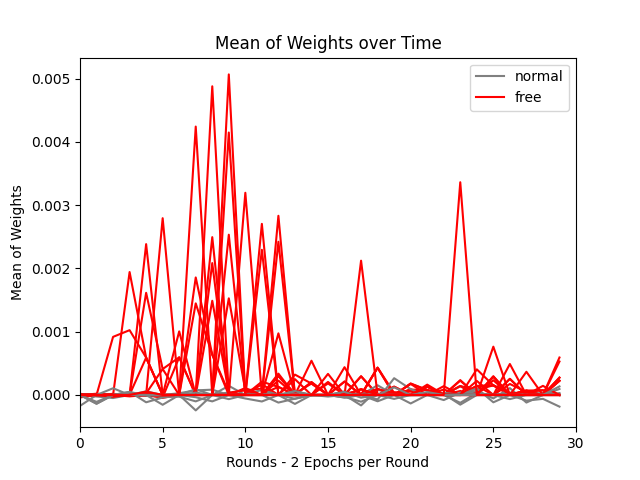 Mean of Weights over Time
normal
free
Mean of Weights
0.005
0.004
0.003
0.002
0.001
0.000
0 5 10 15 20 25 30
Rounds - 2 Epochs per Round